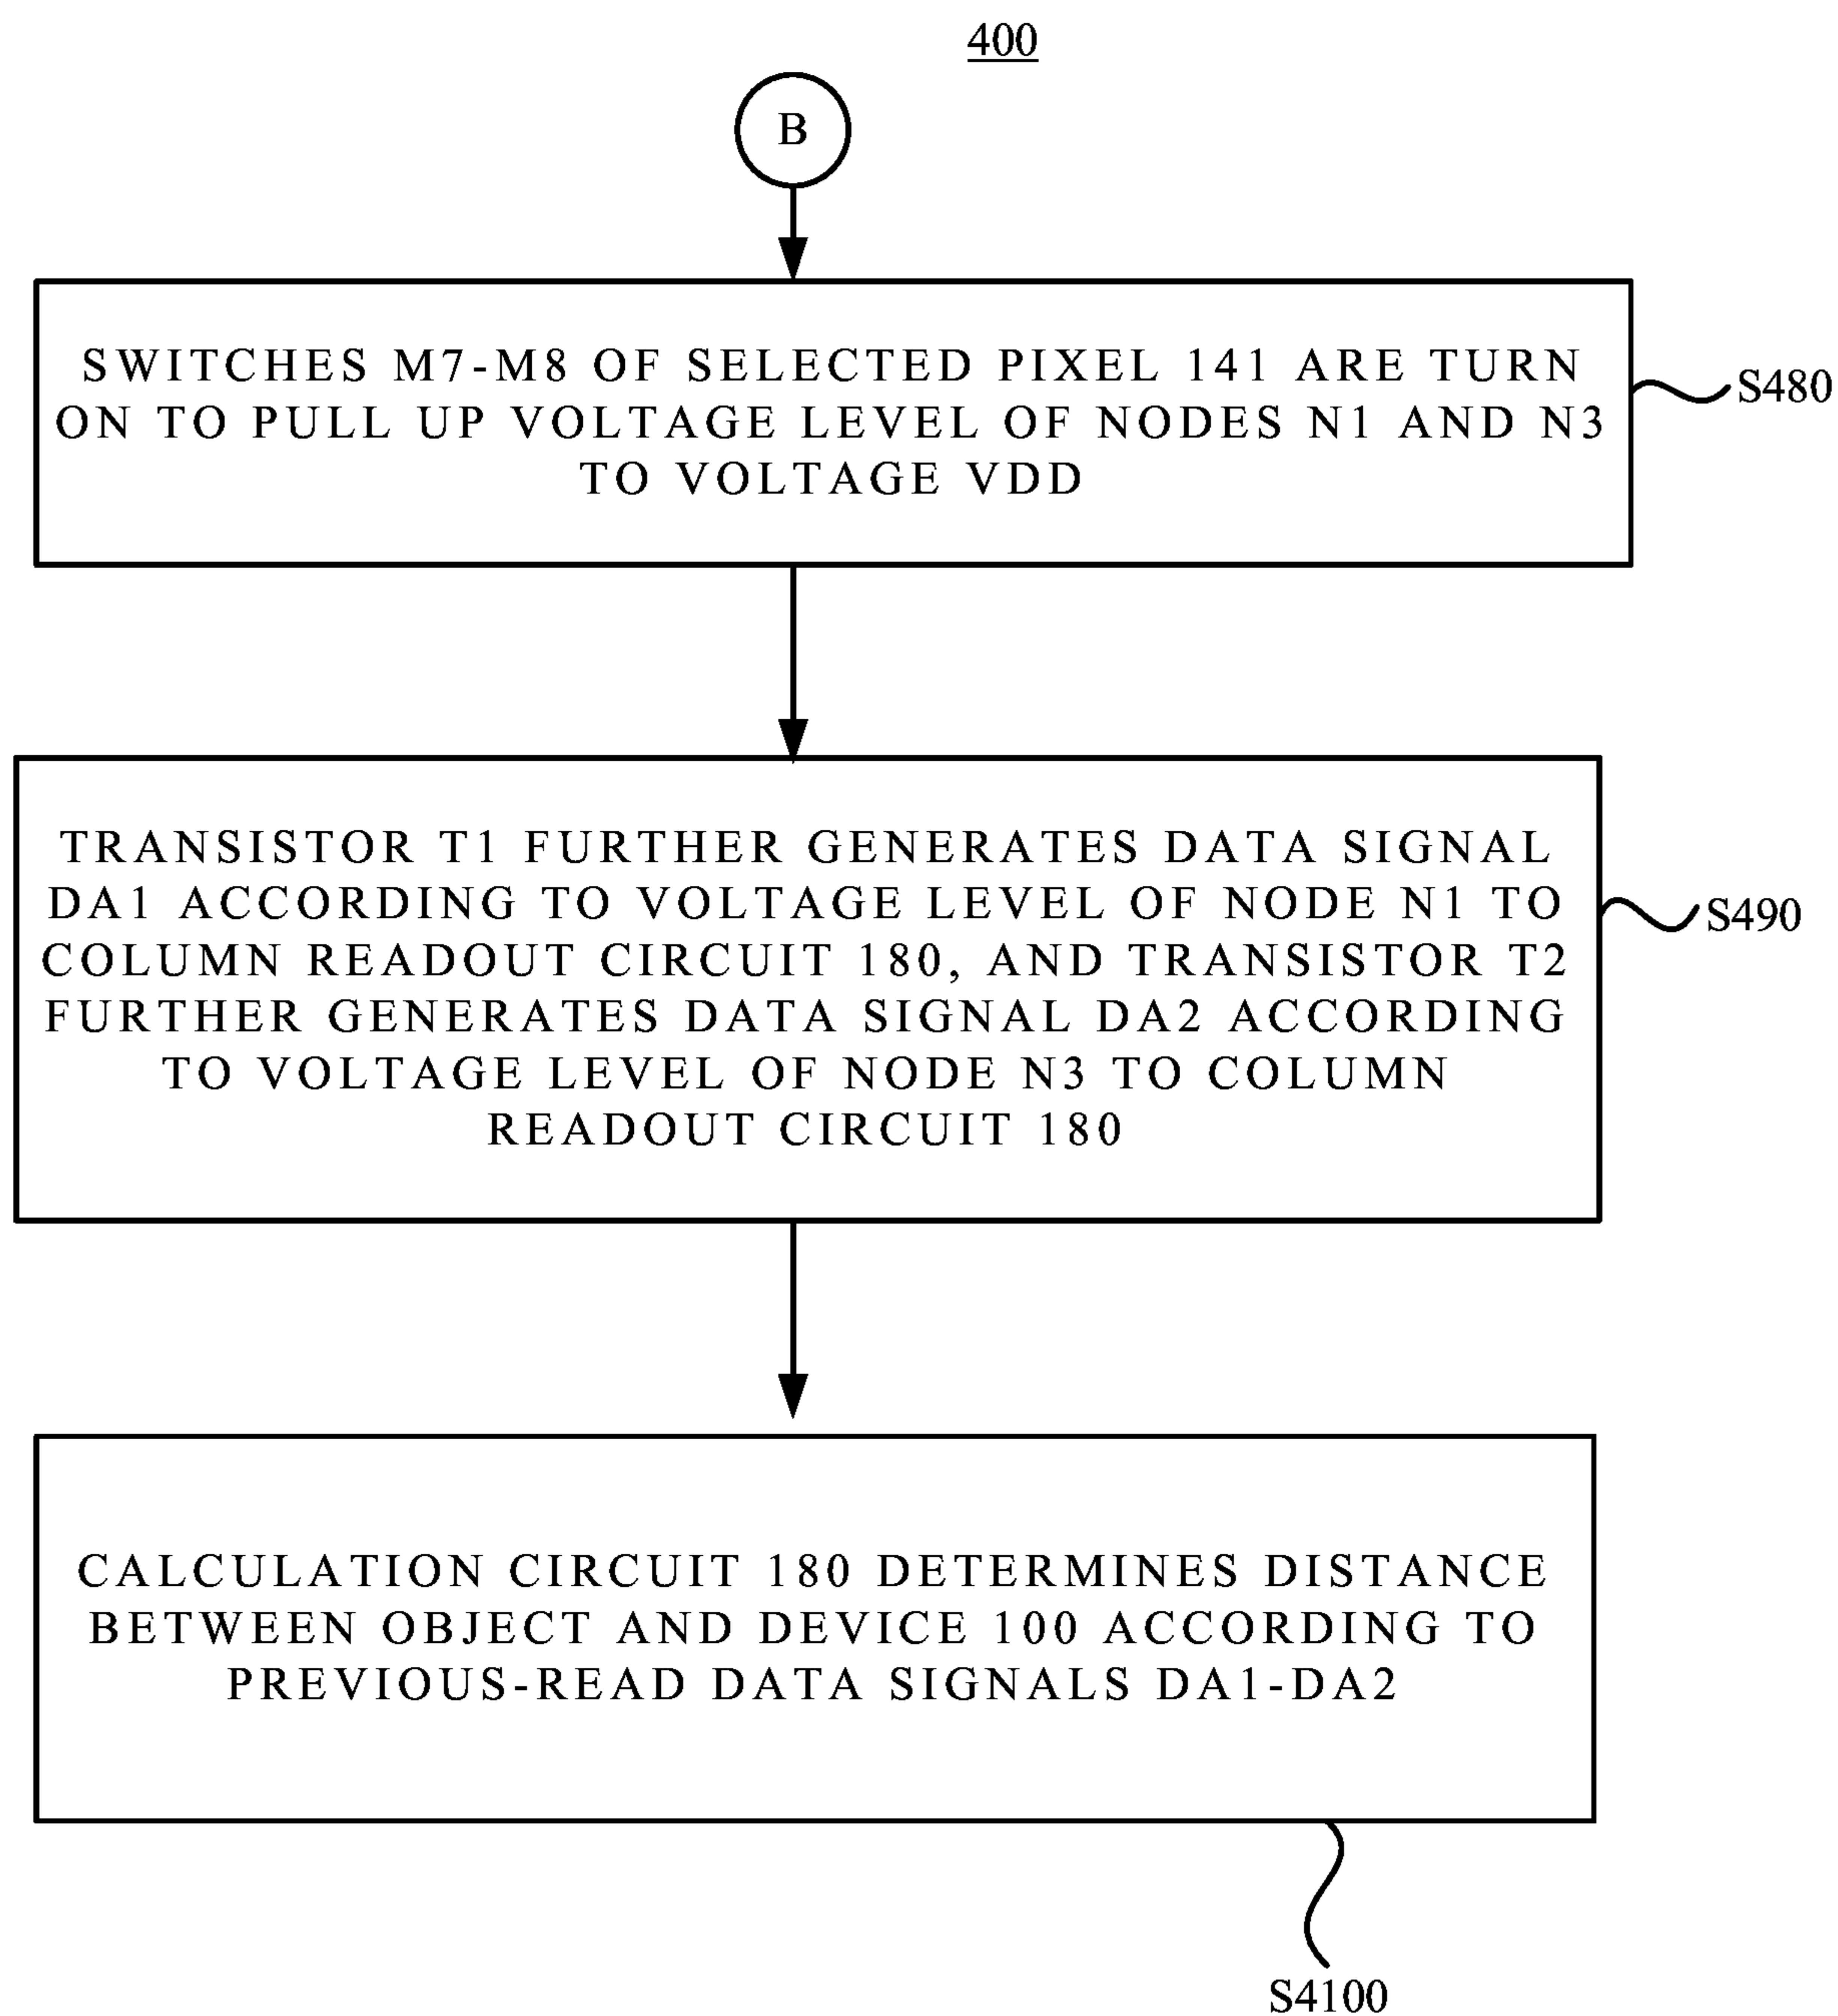 400
B
SWITCHES M7-M8 OF SELECTED PIXEL 141 ARE TURN
ON TO PULL UP VOLTAGE LEVEL OF NODES N1 AND N3
TO VOLTAGE VDD
S480
TRANSISTOR T1 FURTHER GENERATES DATA SIGNAL
DA1 ACCORDING TO VOLTAGE LEVEL OF NODE N1 TO
COLUMN READOUT CIRCUIT 180, AND TRANSISTOR T2
FURTHER GENERATES DATA SIGNAL DA2 ACCORDING
TO VOLTAGE LEVEL OF NODE N3 TO COLUMN
READOUT CIRCUIT 180
S490
CALCULATION CIRCUIT 180 DETERMINES DISTANCE
BETWEEN OBJECT AND DEVICE 100 ACCORDING TO
PREVIOUS-READ DATA SIGNALS DA1-DA2
S4100